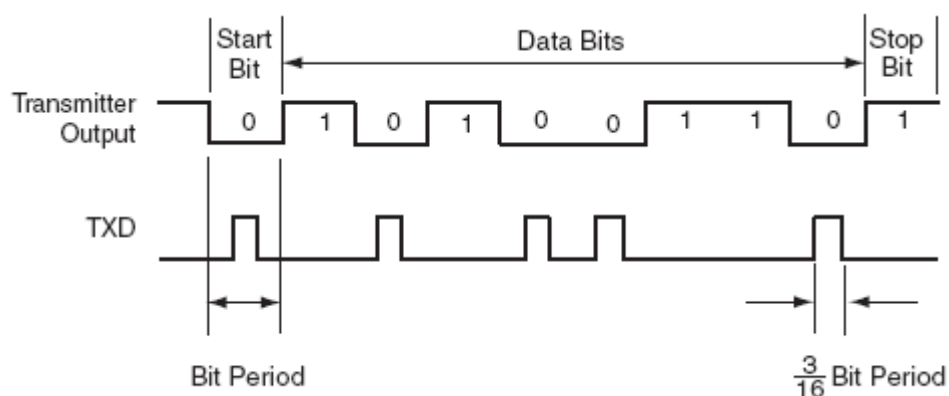 Start Bit
Data Bits
Stop Bit
Transmitter Output
0 1 0 1 0 0 1 1 0 1
TXD
Bit Period
3/16 Bit Period